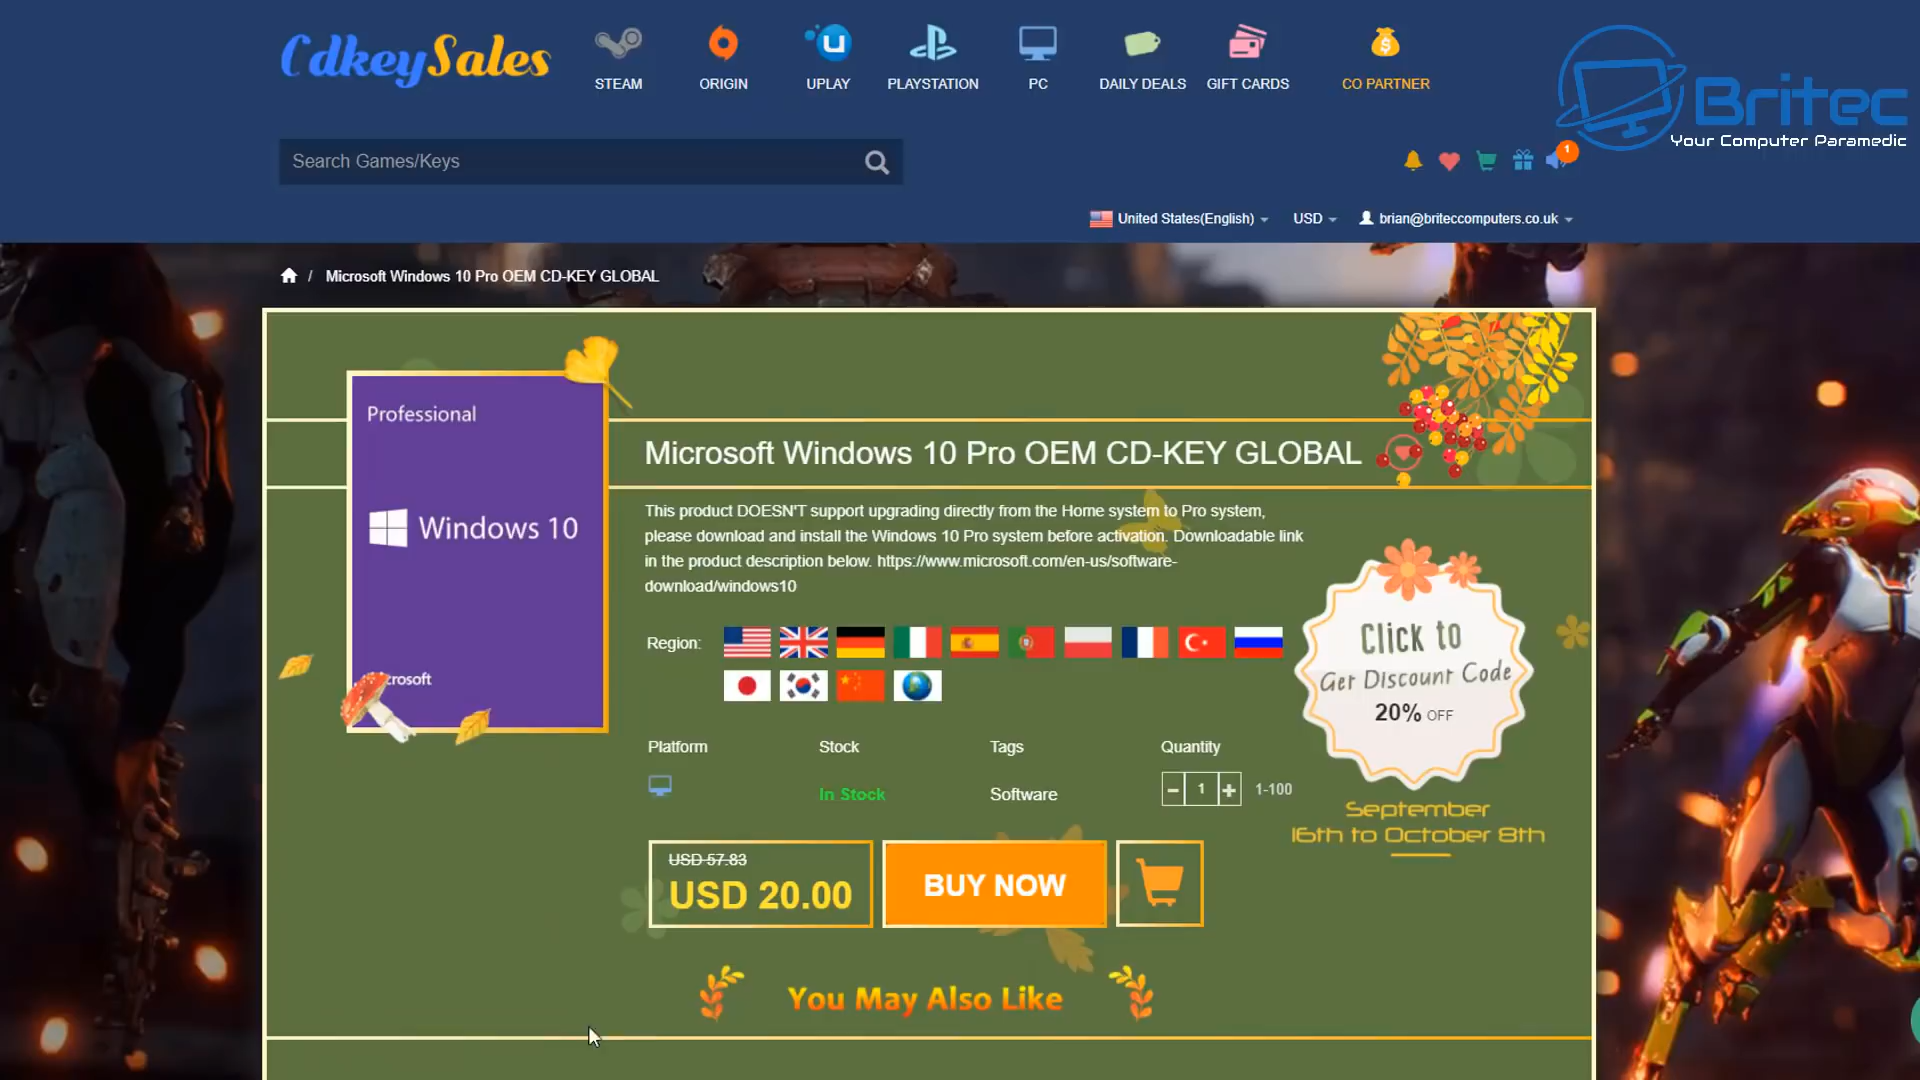 CdkeySales
STEAM
ORIGIN
UPLAY
PLAYSTATION
PC
DAILY DEALS
GIFT CARDS
CO PARTNER
Britec
Your Computer Paramedic
Search Games/Keys
1
United States(English)
USD
brian@briteccomputers.co.uk
/ Microsoft Windows 10 Pro OEM CD-KEY GLOBAL
Professional
Windows 10
crosoft
Microsoft Windows 10 Pro OEM CD-KEY GLOBAL
This product DOESN'T support upgrading directly from the Home system to Pro system,
please download and install the Windows 10 Pro system before activation. Downloadable link
in the product description below. https://www.microsoft.com/en-us/software-
download/windows10
Region:
Click to
Get Discount Code
20% OFF
September
16th to October 8th
Platform
Stock
Tags
Quantity
In Stock
Software
- 1 + 1-100
USD 57.83
USD 20.00
BUY NOW
You May Also Like